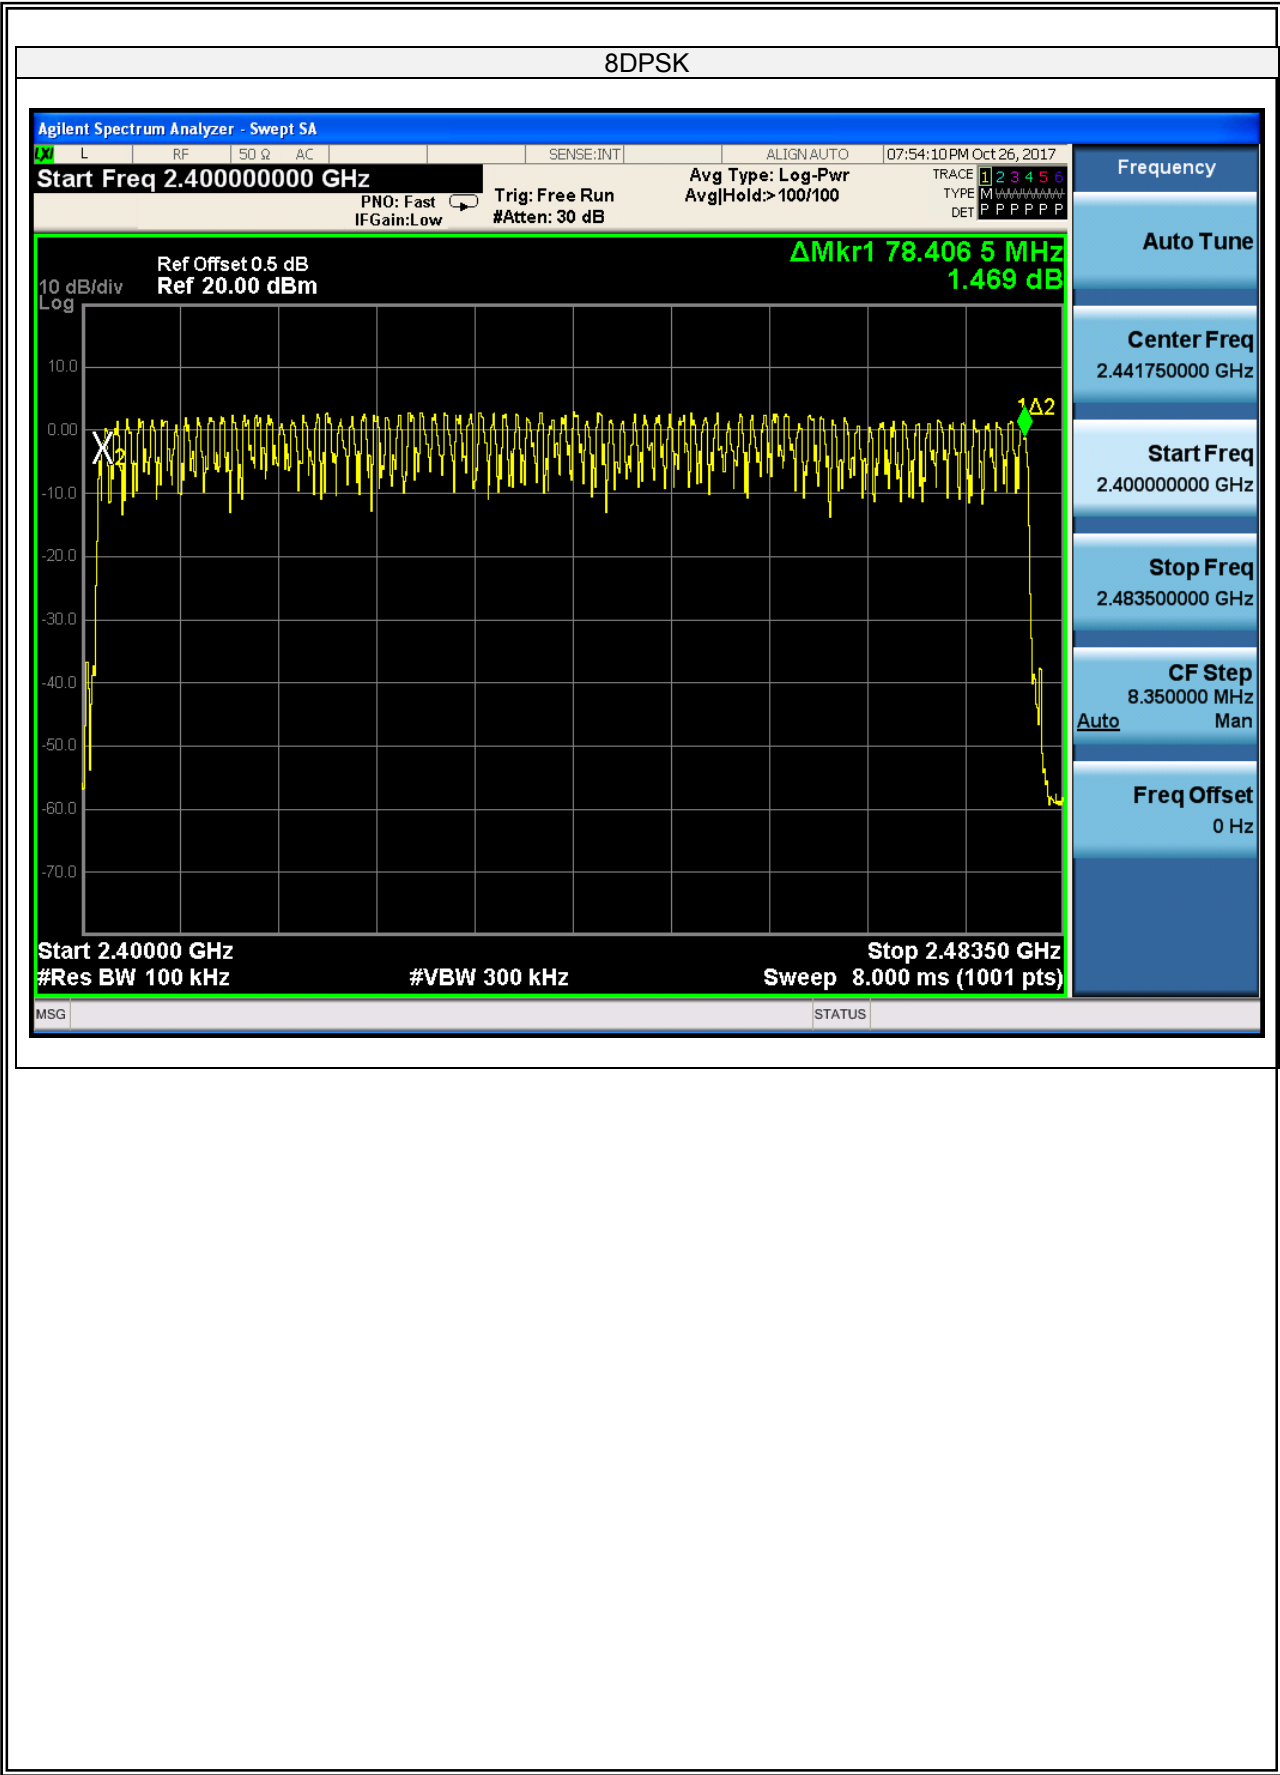 8DPSK
Agilent Spectrum Analyzer - Swept SA
LXI L RF 50 Ω AC SENSE:INT ALIGN AUTO 07:54:10 PM Oct 26, 2017
Start Freq 2.400000000 GHz
PNO: Fast
IFGain:Low
Trig: Free Run
#Atten: 30 dB
Avg Type: Log-Pwr
Avg|Hold:>100/100
TRACE 1 2 3 4 5 6
TYPE M WWWWW
DET P P P P P P
Frequency
Auto Tune
Center Freq
2.441750000 GHz
Start Freq
2.400000000 GHz
Stop Freq
2.483500000 GHz
CF Step
8.350000 MHz
Auto Man
Freq Offset
0 Hz
ΔMkr1 78.406 5 MHz
1.469 dB
Ref Offset 0.5 dB
10 dB/div Ref 20.00 dBm
Log
10.0
0.00
-10.0
-20.0
-30.0
-40.0
-50.0
-60.0
-70.0
X2
1Δ2
Start 2.40000 GHz Stop 2.48350 GHz
#Res BW 100 kHz #VBW 300 kHz Sweep 8.000 ms (1001 pts)
MSG STATUS